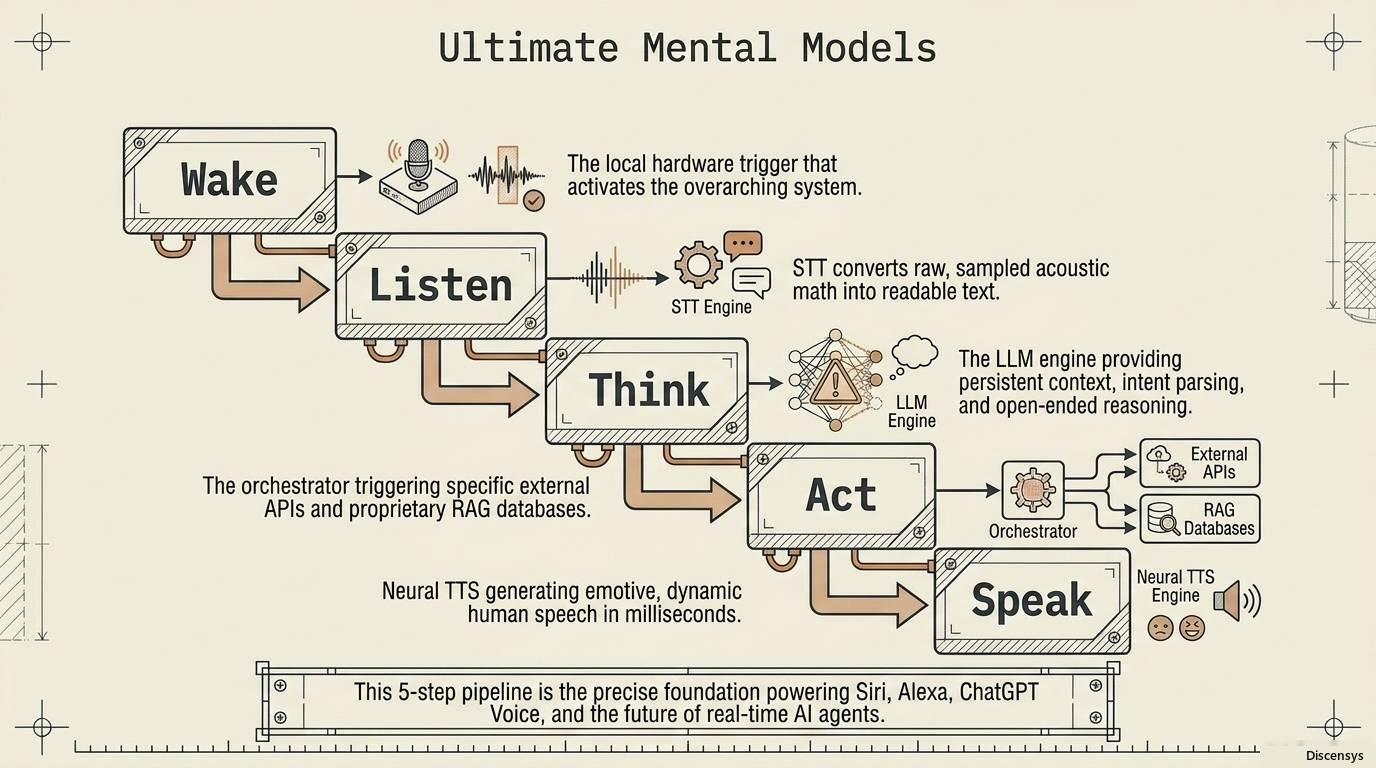 Ultimate Mental Models
Wake
The local hardware trigger that
activates the overarching system.
Listen
STT Engine
STT converts raw, sampled acoustic
math into readable text.
Think
LLM
Engine
The LLM engine providing
persistent context, intent parsing,
and open-ended reasoning.
The orchestrator triggering specific external
APIs and proprietary RAG databases.
Act
Orchestrator
External
APIs
RAG
Databases
Neural TTS generating emotive, dynamic
human speech in milliseconds.
Speak
Neural TTS
Engine
This 5-step pipeline is the precise foundation powering Siri, Alexa, ChatGPT
Voice, and the future of real-time AI agents.
Discensys